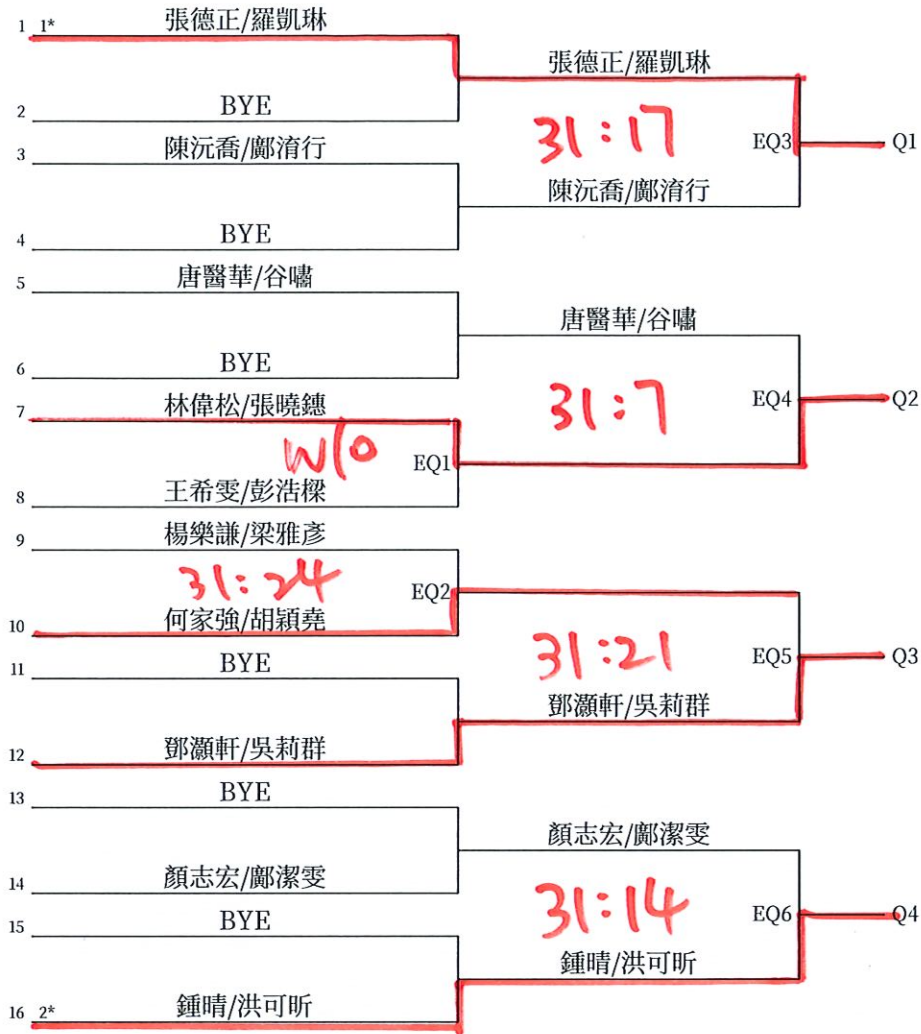 1 1* 張德正/羅凱琳
張德正/羅凱琳
2 BYE
31:17 EQ3 Q1
3 陳沅喬/鄺淯行
陳沅喬/鄺淯行
4 BYE
5 唐醫華/谷嘯
唐醫華/谷嘯
6 BYE
31:7 EQ4 Q2
7 林偉松/張曉鏸
W/O EQ1
8 王希雯/彭浩樑
9 楊樂謙/梁雅彥
31:24 EQ2
10 何家強/胡穎堯
31:21 EQ5 Q3
11 BYE
鄧灝軒/吳莉群
12 鄧灝軒/吳莉群
13 BYE
顏志宏/鄺潔雯
14 顏志宏/鄺潔雯
31:14 EQ6 Q4
15 BYE
鍾晴/洪可昕
16 2* 鍾晴/洪可昕